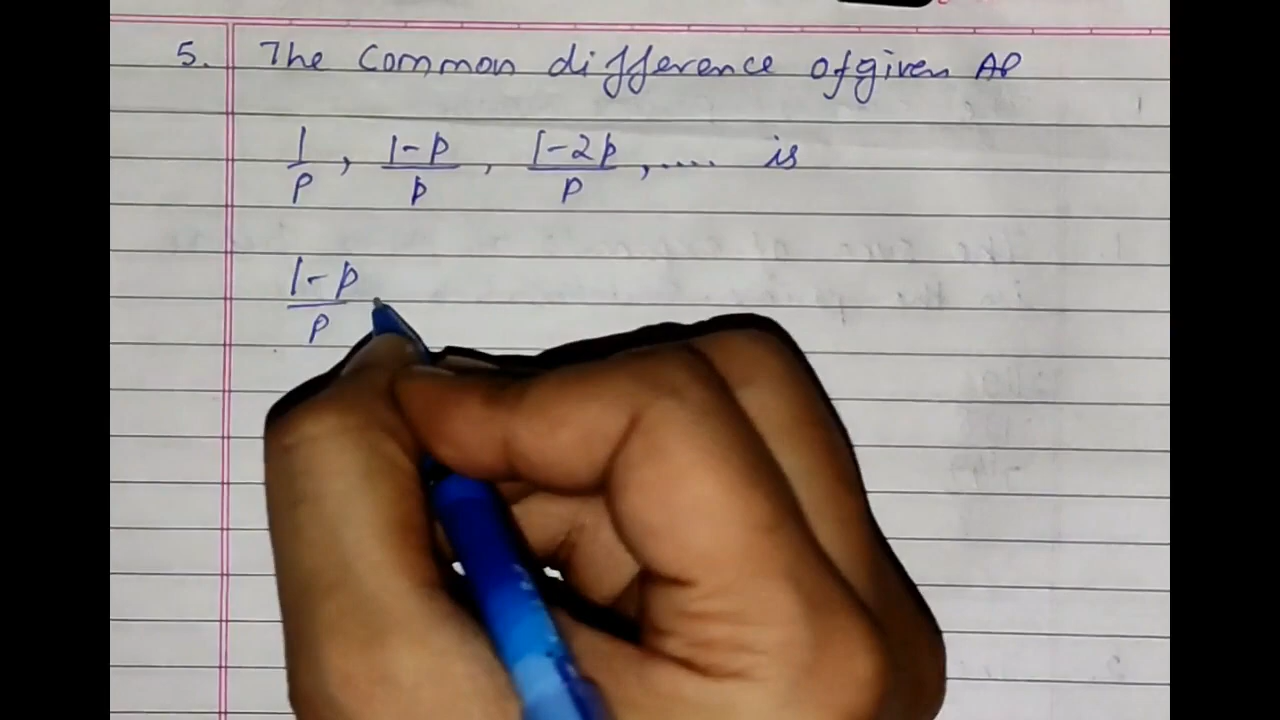 5. The Common difference of given AP
1/p, 1-p/p, 1-2p/p, .... is
1-p/p